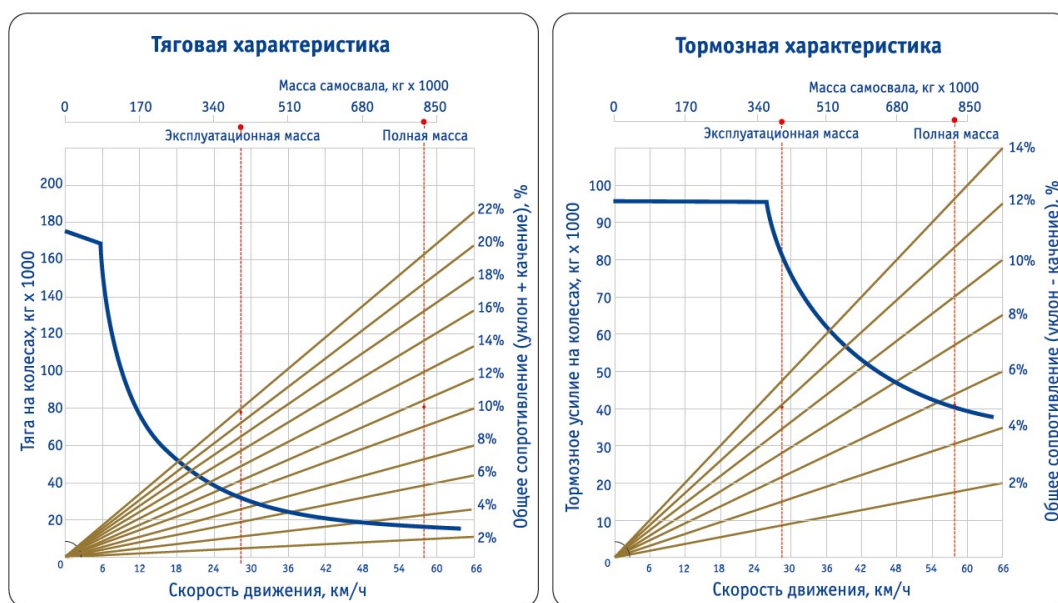 Тяговая характеристика
Масса самосвала, кг х 1000
0 170 340 510 680 850
Эксплуатационная масса
Полная масса
Тяга на колесах, кг х 1000
200
180
160
140
120
100
80
60
40
20
0 6 12 18 24 30 36 42 48 54 60 66
Скорость движения, км/ч
22%
20%
18%
16%
14%
12%
10%
8%
6%
4%
2%
Общее сопротивление (уклон + качение), %
Тормозная характеристика
Масса самосвала, кг х 1000
0 170 340 510 680 850
Эксплуатационная масса
Полная масса
Тормозное усилие на колесах, кг х 1000
100
90
80
70
60
50
40
30
20
10
0 6 12 18 24 30 36 42 48 54 60 66
Скорость движения, км/ч
14%
12%
10%
8%
6%
4%
2%
Общее сопротивление (уклон - качение), %